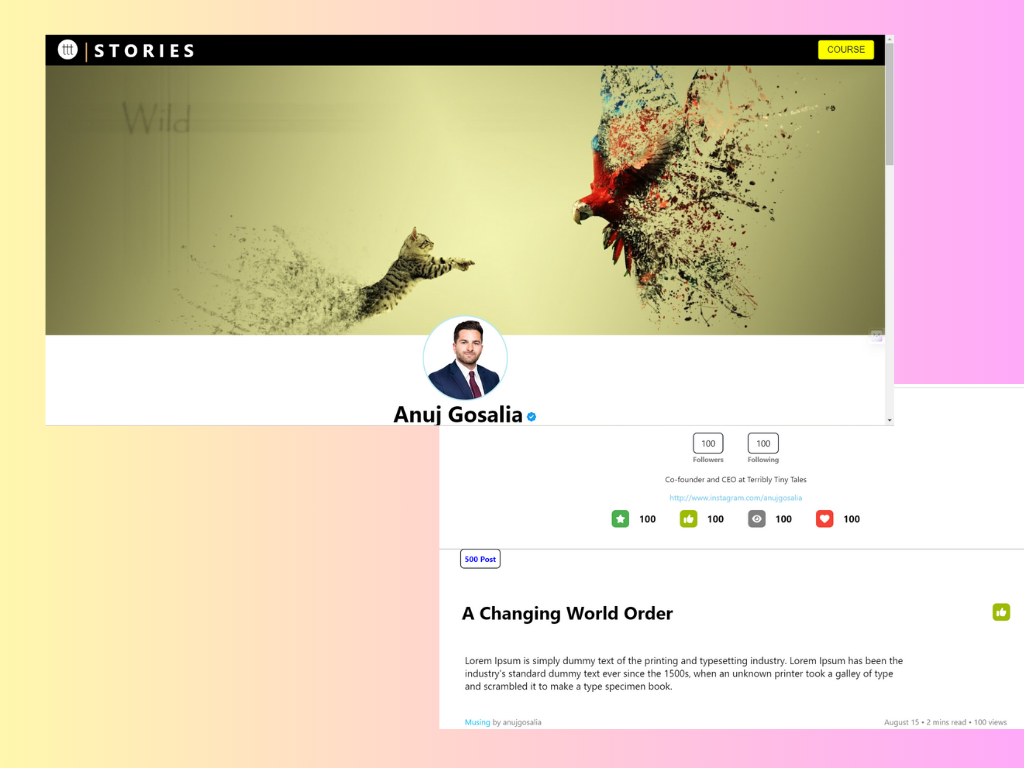 ttt | STORIES
COURSE
Wild
Anuj Gosalia
100 100
Followers Following
Co-founder and CEO at Terribly Tiny Tales
http://www.instagram.com/anujgosalia
100 100 100 100
500 Post
A Changing World Order
Lorem Ipsum is simply dummy text of the printing and typesetting industry. Lorem Ipsum has been the
industry's standard dummy text ever since the 1500s, when an unknown printer took a galley of type
and scrambled it to make a type specimen book.
Musing by anujgosalia
August 15 • 2 mins read • 100 views